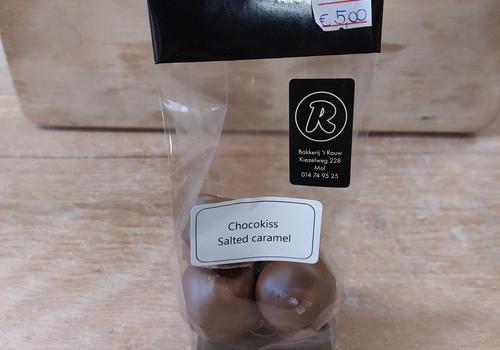 € 5,00
R
Bakkerij 't Rauw
Kiezelweg 228
Mol
014 74 95 25
Chocokiss
Salted caramel